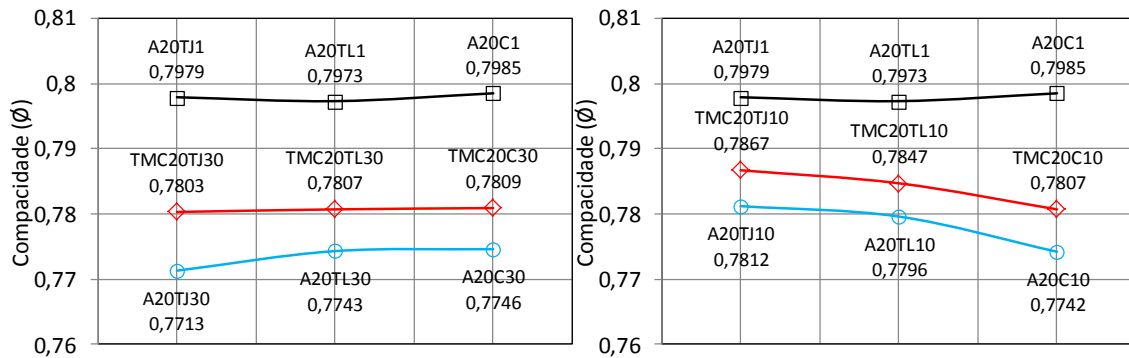 0,81
0,8
0,79
0,78
0,77
0,76
Compacidade (Ø)
A20TJ1
0,7979
A20TL1
0,7973
A20C1
0,7985
TMC20TJ30
0,7803
TMC20TL30
0,7807
TMC20C30
0,7809
A20TJ30
0,7713
A20TL30
0,7743
A20C30
0,7746
0,81
0,8
0,79
0,78
0,77
0,76
Compacidade (Ø)
A20TJ1
0,7979
A20TL1
0,7973
A20C1
0,7985
TMC20TJ10
0,7867
TMC20TL10
0,7847
TMC20C10
0,7807
A20TJ10
0,7812
A20TL10
0,7796
A20C10
0,7742